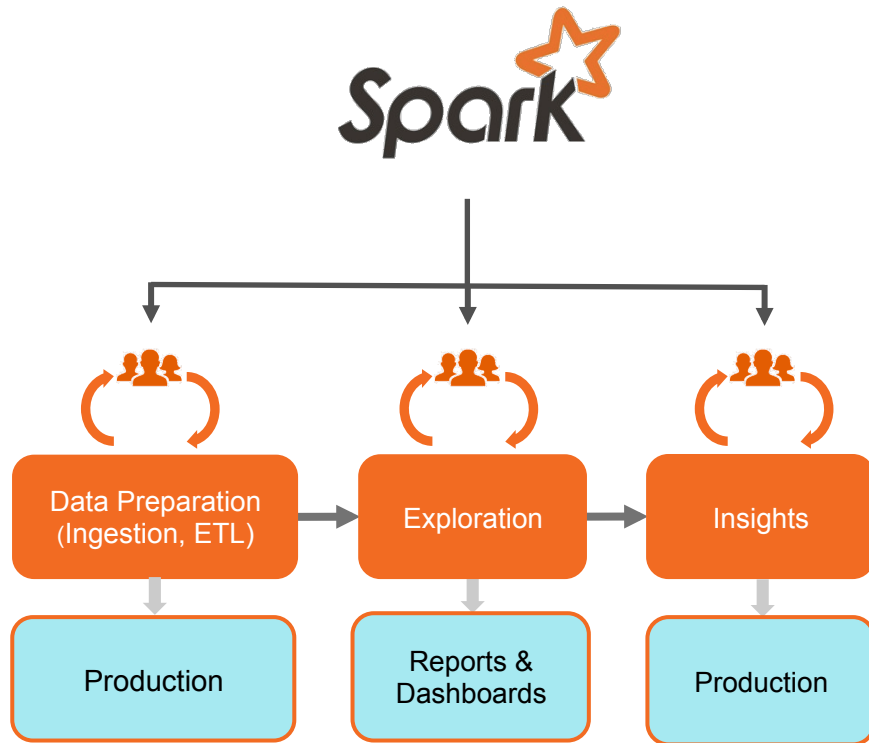 Spark
Data Preparation
(Ingestion, ETL)
Exploration
Insights
Production
Reports &
Dashboards
Production